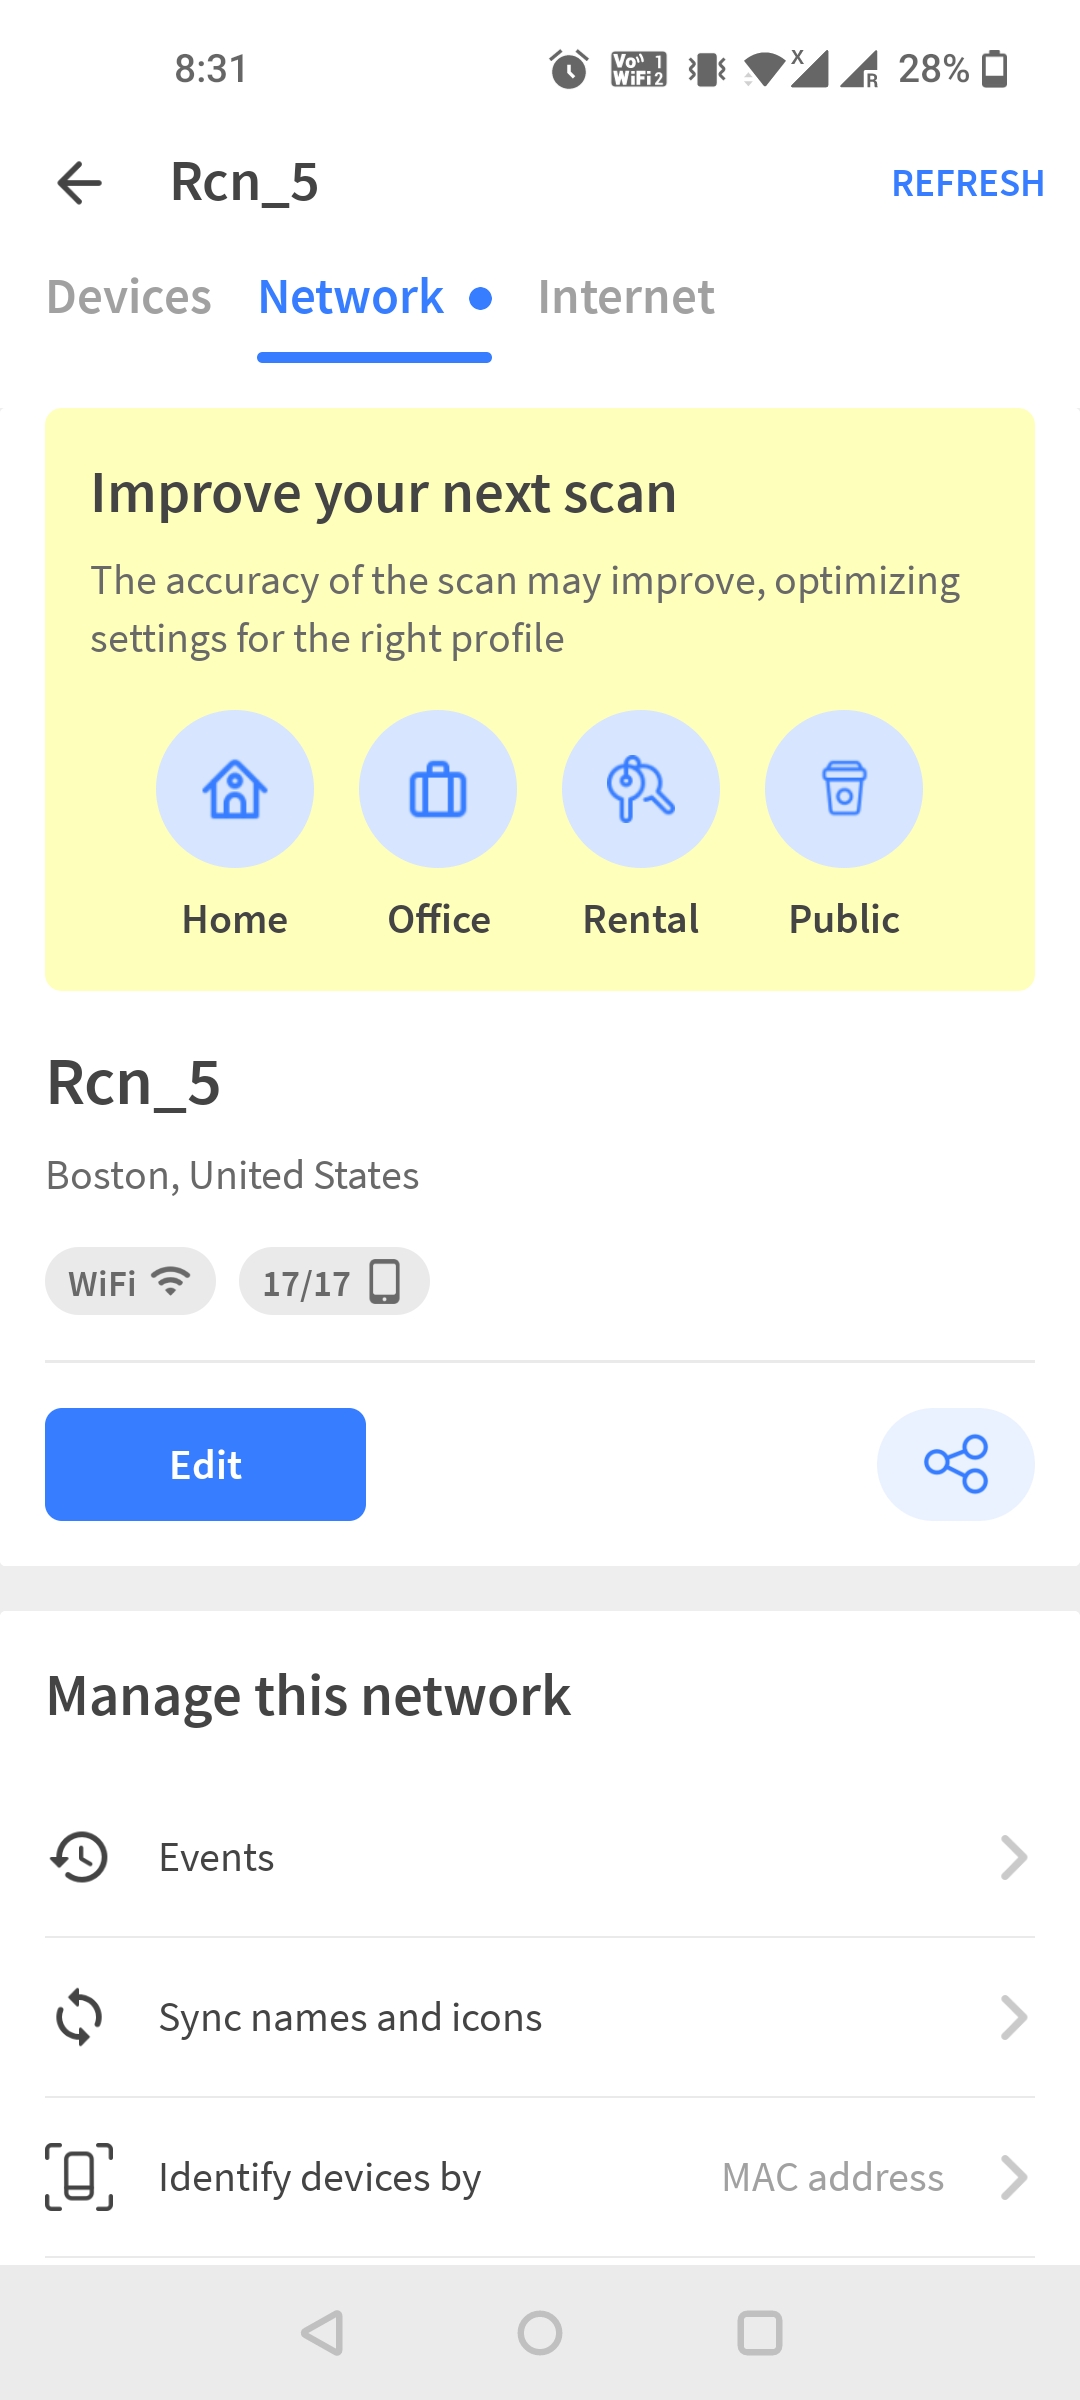 8:31 Vo 1 WiFi 2 X R 28%
Rcn_5 REFRESH
Devices Network Internet
Improve your next scan
The accuracy of the scan may improve, optimizing
settings for the right profile
Home Office Rental Public
Rcn_5
Boston, United States
WiFi 17/17
Edit
Manage this network
Events
Sync names and icons
Identify devices by MAC address